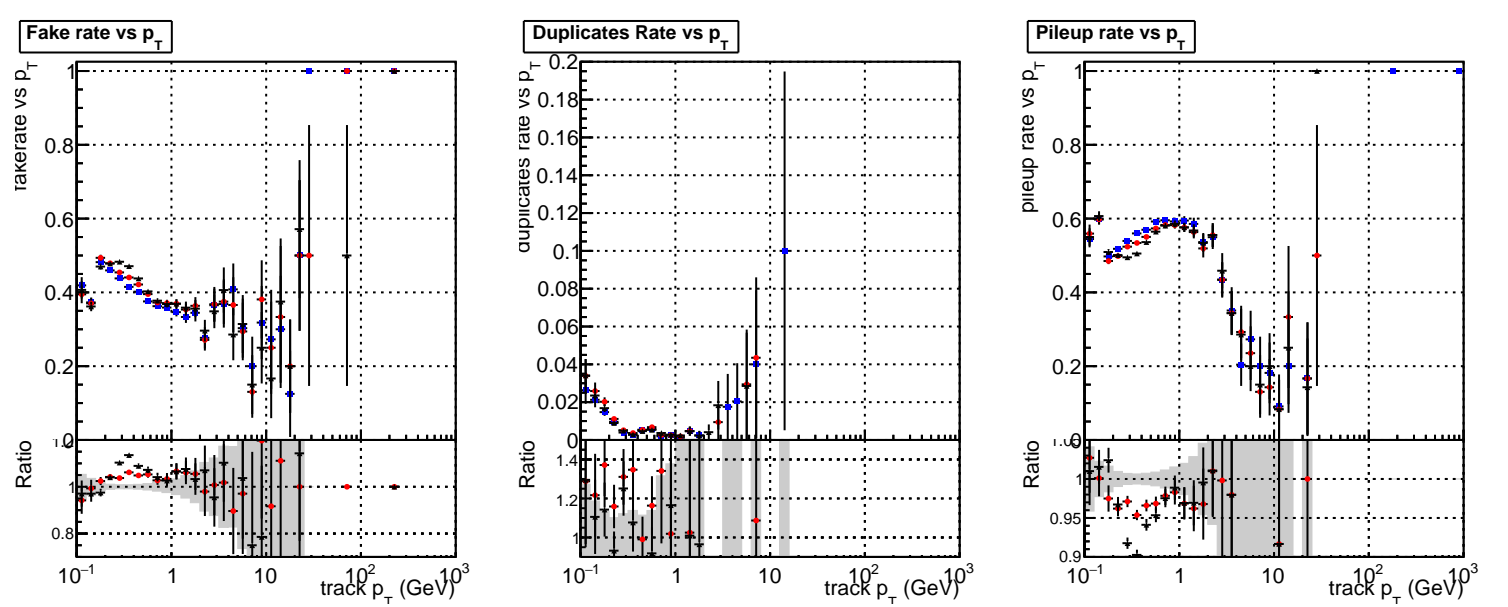 Fake rate vs p_T
fakerate vs p_T
1
0.8
0.6
0.4
0.2
0
Ratio
1
0.8
10^−1 1 10 10^2 10^3
track p_T (GeV)
Duplicates Rate vs p_T
duplicates rate vs p_T
0.2
0.18
0.16
0.14
0.12
0.1
0.08
0.06
0.04
0.02
0
Ratio
1.4
1.2
1
10^−1 1 10 10^2 10^3
track p_T (GeV)
Pileup rate vs p_T
pileup rate vs p_T
1
0.8
0.6
0.4
0.2
Ratio
1
0.95
0.9
10^−1 1 10 10^2 10^3
track p_T (GeV)